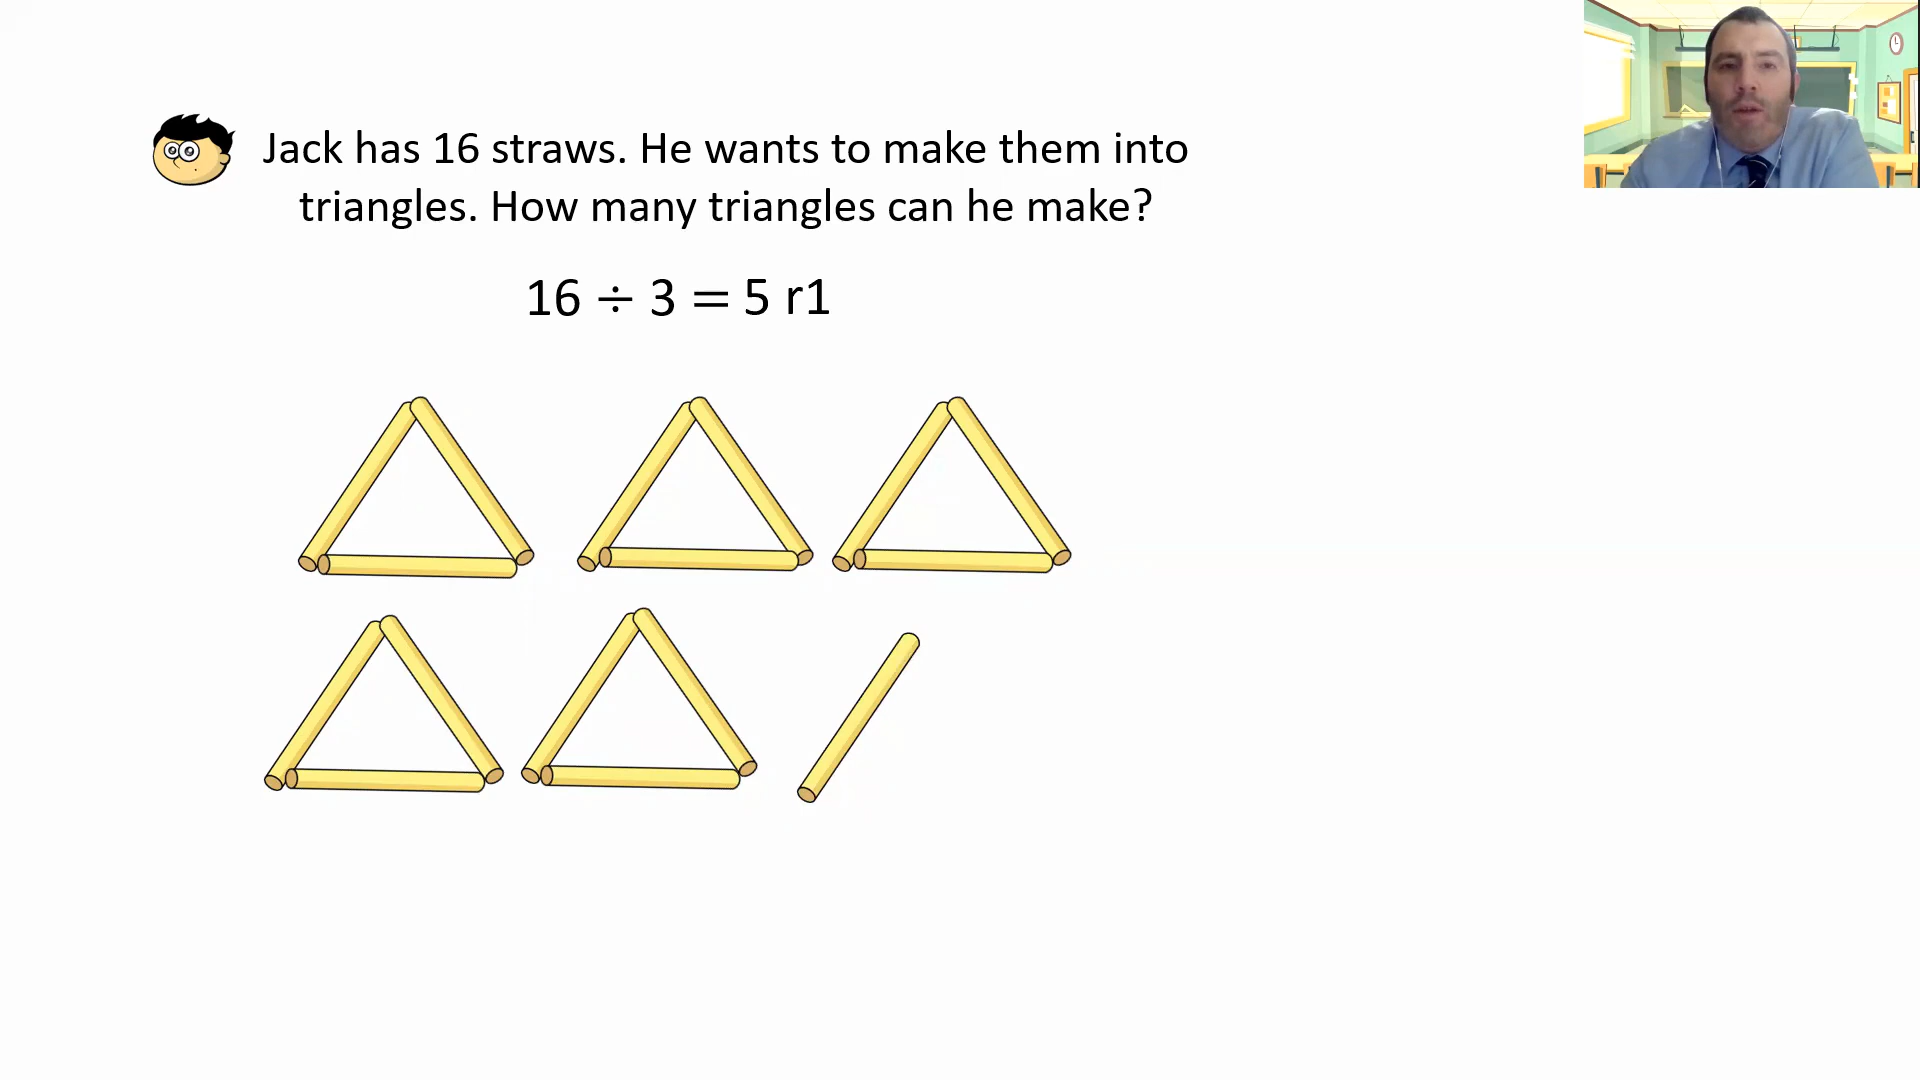 Jack has 16 straws. He wants to make them into
triangles. How many triangles can he make?
16 ÷ 3 = 5 r1